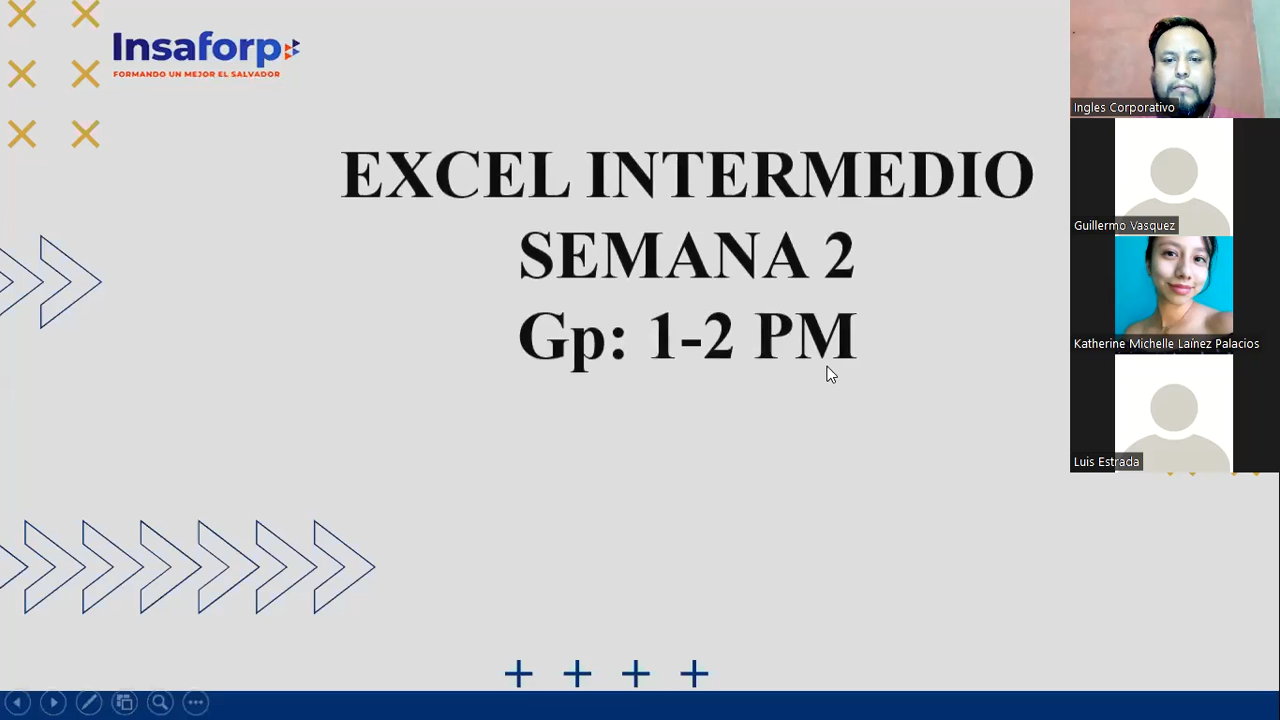 Insaforp
FORMANDO UN MEJOR EL SALVADOR
EXCEL INTERMEDIO
SEMANA 2
Gp: 1-2 PM
Ingles Corporativo
Guillermo Vasquez
Katherine Michelle Laínez Palacios
Luis Estrada